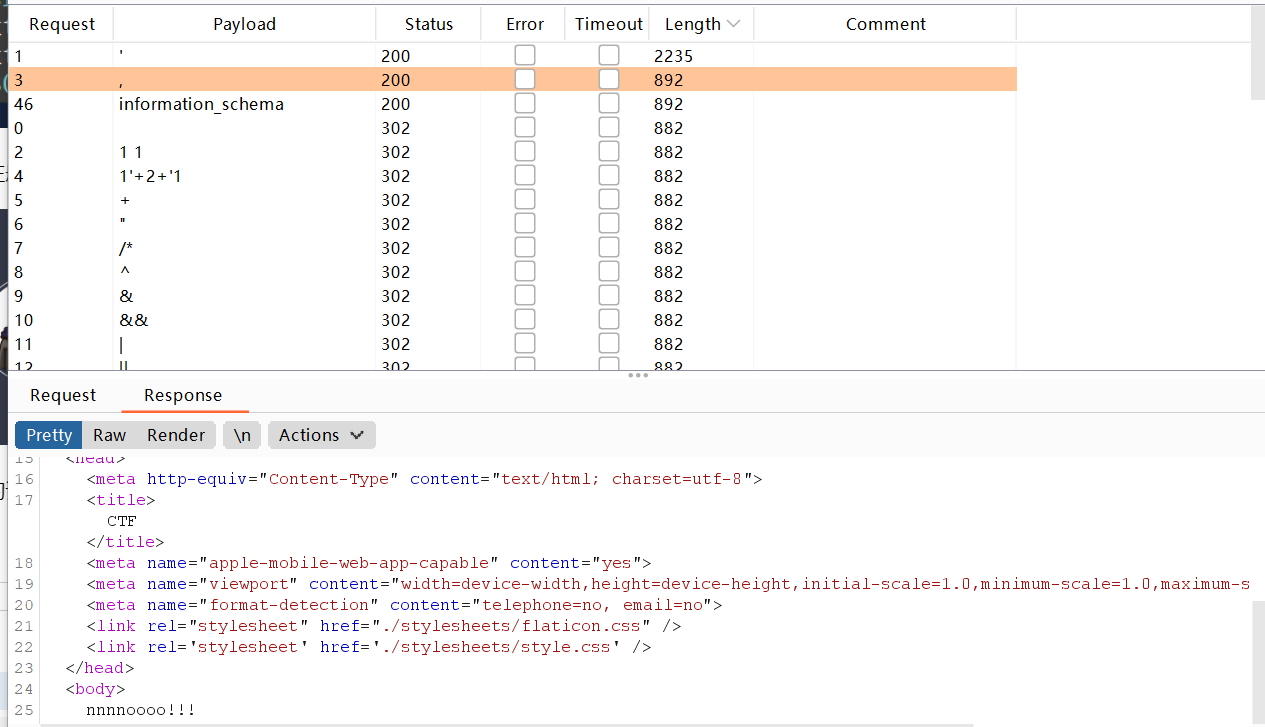 Request Payload Status Error Timeout Length Comment
1 ' 200 2235
3 , 200 892
46 information_schema 200 892
0 302 882
2 1 1 302 882
4 1'+2+'1 302 882
5 + 302 882
6 " 302 882
7 /* 302 882
8 ^ 302 882
9 & 302 882
10 && 302 882
11 | 302 882
12 || 302 882
Request Response
Pretty Raw Render \n Actions
15 <head>
16 <meta http-equiv="Content-Type" content="text/html; charset=utf-8">
17 <title>
CTF
</title>
18 <meta name="apple-mobile-web-app-capable" content="yes">
19 <meta name="viewport" content="width=device-width,height=device-height,initial-scale=1.0,minimum-scale=1.0,maximum-s
20 <meta name="format-detection" content="telephone=no, email=no">
21 <link rel="stylesheet" href="./stylesheets/flaticon.css" />
22 <link rel='stylesheet' href='./stylesheets/style.css' />
23 </head>
24 <body>
25 nnnnoooo!!!